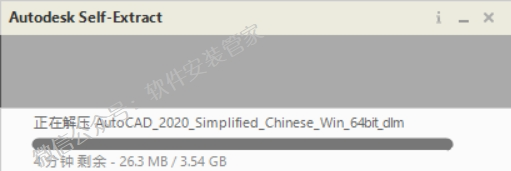 Autodesk Self-Extract
微信公众号：软件安装管家
正在解压 AutoCAD_2020_Simplified_Chinese_Win_64bit_dlm
4 分钟 剩余 - 26.3 MB / 3.54 GB